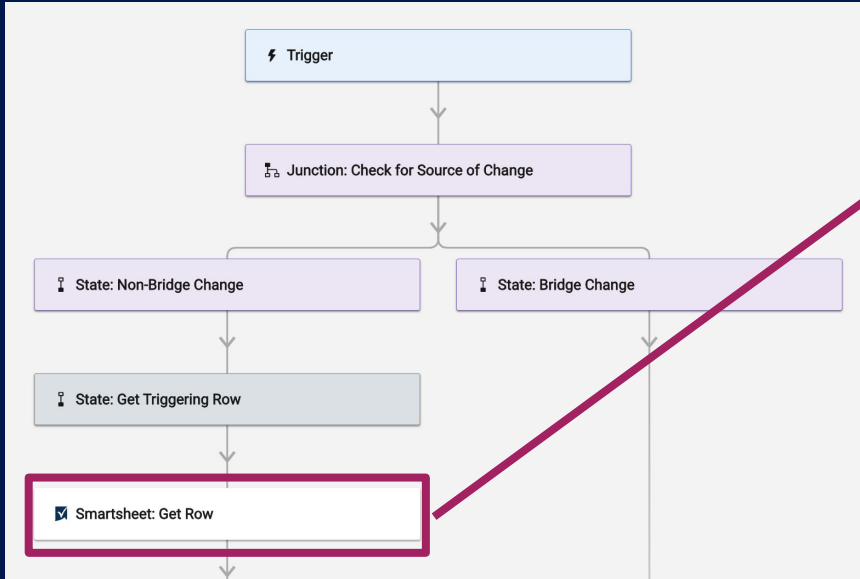 Trigger
Junction: Check for Source of Change
State: Non-Bridge Change
State: Bridge Change
State: Get Triggering Row
Smartsheet: Get Row